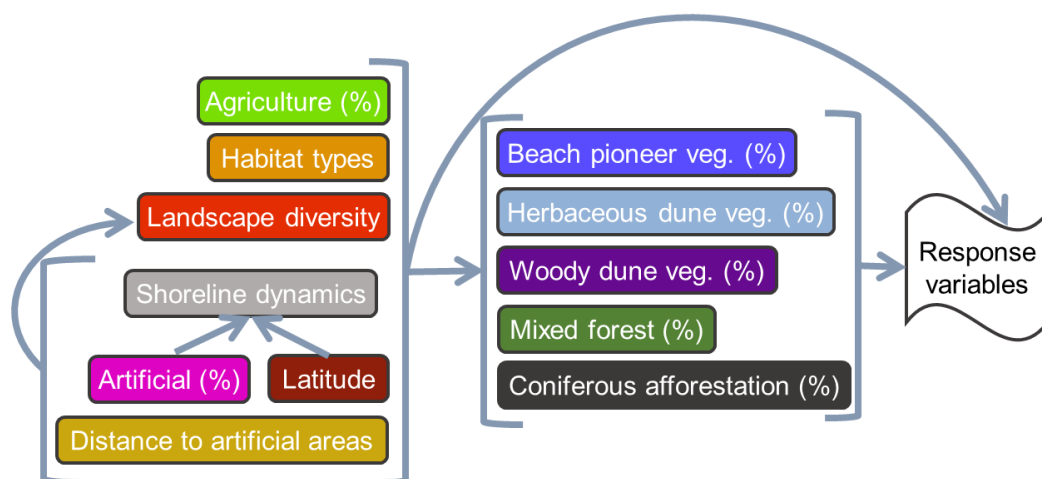 Agriculture (%)
Habitat types
Landscape diversity
Shoreline dynamics
Artificial (%)
Latitude
Distance to artificial areas
Beach pioneer veg. (%)
Herbaceous dune veg. (%)
Woody dune veg. (%)
Mixed forest (%)
Coniferous afforestation (%)
Response
variables